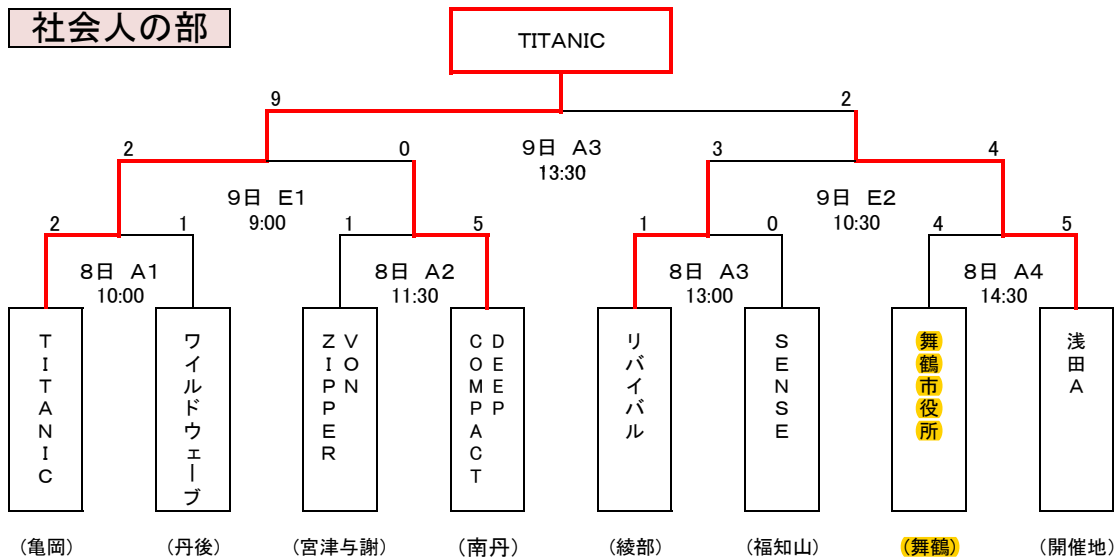 社会人の部
TITANIC
9
2
2
0
9日 A3
13:30
3
4
9日 E1
9:00
9日 E2
10:30
2
1
1
5
1
0
4
5
8日 A1
10:00
8日 A2
11:30
8日 A3
13:00
8日 A4
14:30
TITANIC
ワイルドウェーブ
VON
ZIPPER
DEEP
COMPACT
リバイバル
SENSE
舞鶴市役所
浅田A
(亀岡)
(丹後)
(宮津与謝)
(南丹)
(綾部)
(福知山)
(舞鶴)
(開催地)